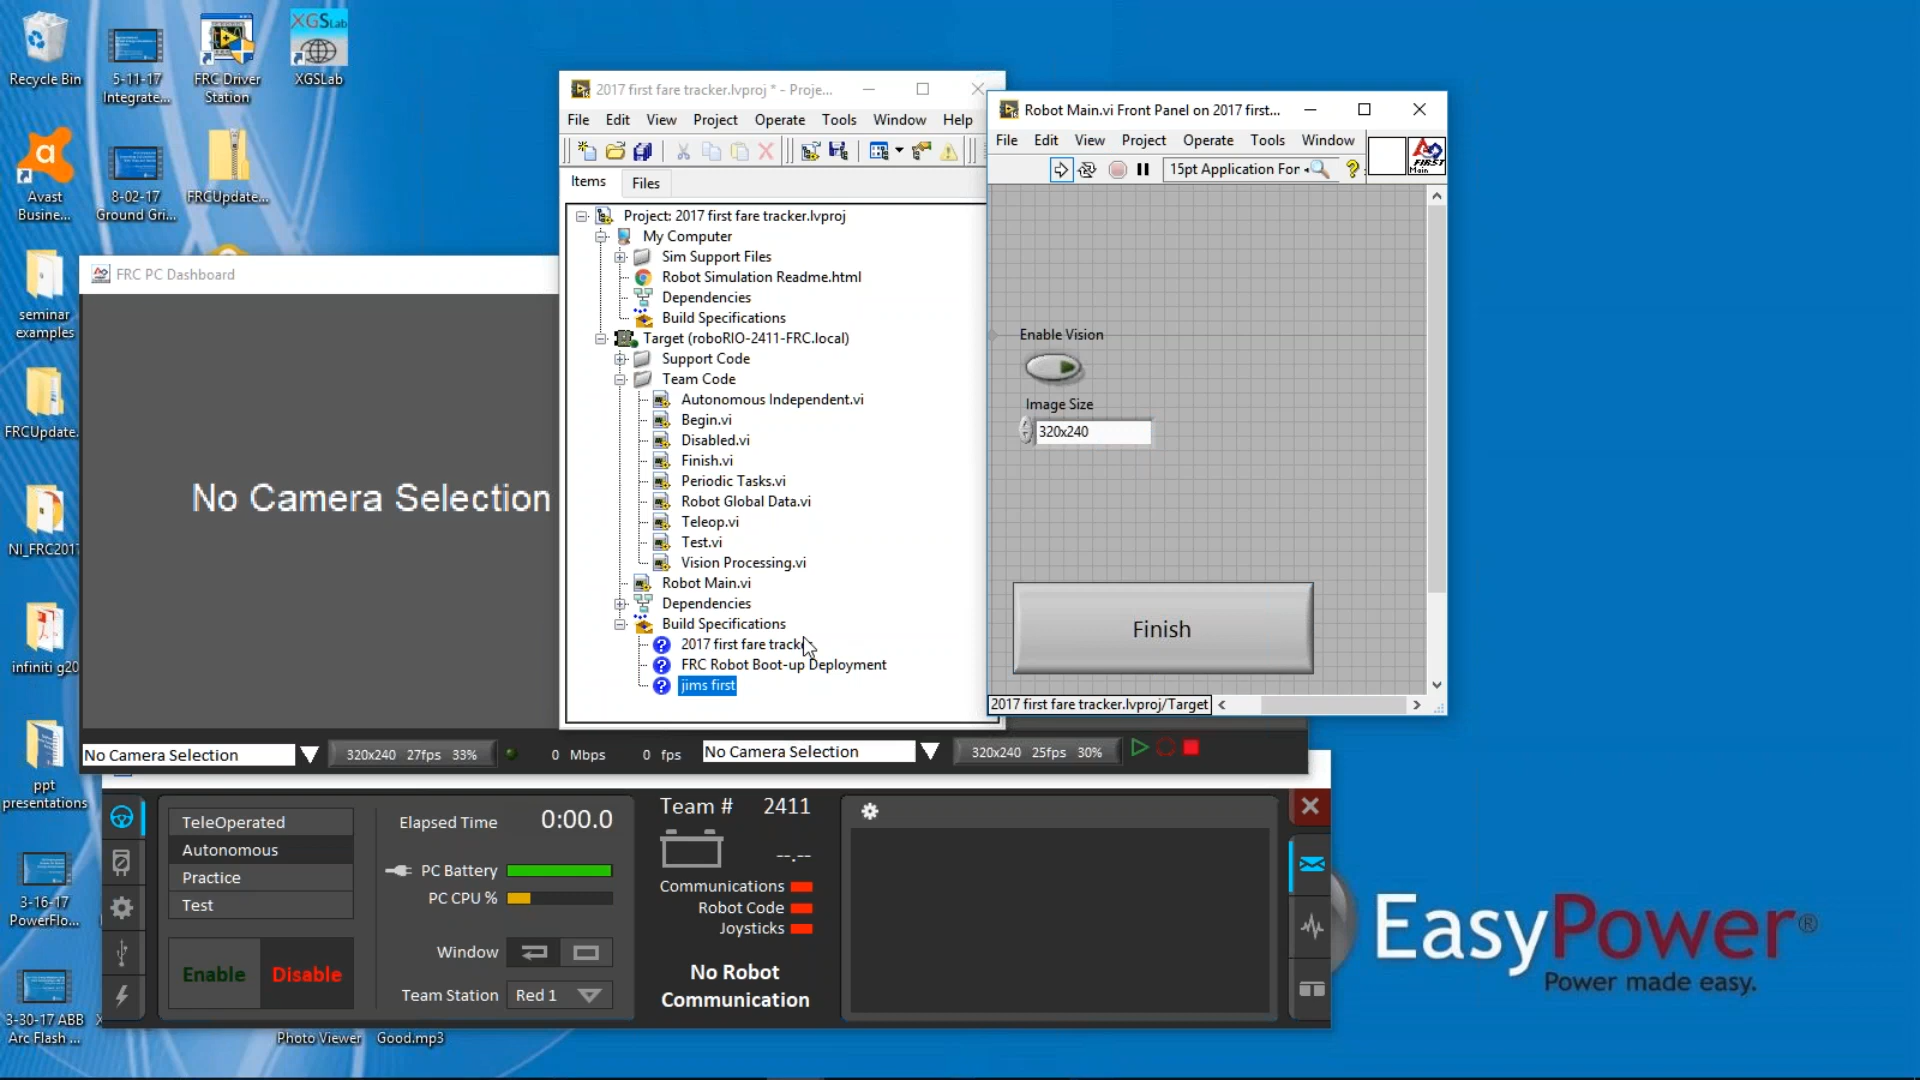 Recycle Bin
5-11-17
Integrate...
FRC Driver
Station
XGSLab
XGSLab
Avast
Busine...
8-02-17
Ground Gri...
FRCUpdate...
seminar
examples
FRCUpdate.
NI_FRC2017
infiniti g20
ppt
presentations
3-16-17
PowerFlo...
3-30-17 ABB
Arc Flash ...
Photo Viewer
Good.mp3
FRC PC Dashboard
No Camera Selection
No Camera Selection
320x240 27fps 33%
0 Mbps
0 fps
No Camera Selection
320x240 25fps 30%
2017 first fare tracker.lvproj * - Proje...
File Edit View Project Operate Tools Window Help
Items Files
Project: 2017 first fare tracker.lvproj
My Computer
Sim Support Files
Robot Simulation Readme.html
Dependencies
Build Specifications
Target (roboRIO-2411-FRC.local)
Support Code
Team Code
Autonomous Independent.vi
Begin.vi
Disabled.vi
Finish.vi
Periodic Tasks.vi
Robot Global Data.vi
Teleop.vi
Test.vi
Vision Processing.vi
Robot Main.vi
Dependencies
Build Specifications
2017 first fare tracke
FRC Robot Boot-up Deployment
jims first
Robot Main.vi Front Panel on 2017 first...
File Edit View Project Operate Tools Window
15pt Application For
FIRST
Main
Enable Vision
Image Size
320x240
Finish
2017 first fare tracker.lvproj/Target
TeleOperated
Autonomous
Practice
Test
Enable Disable
Elapsed Time 0:00.0
PC Battery
PC CPU %
Window
Team Station Red 1
Team # 2411
--.--
Communications
Robot Code
Joysticks
No Robot
Communication
EasyPower®
Power made easy.